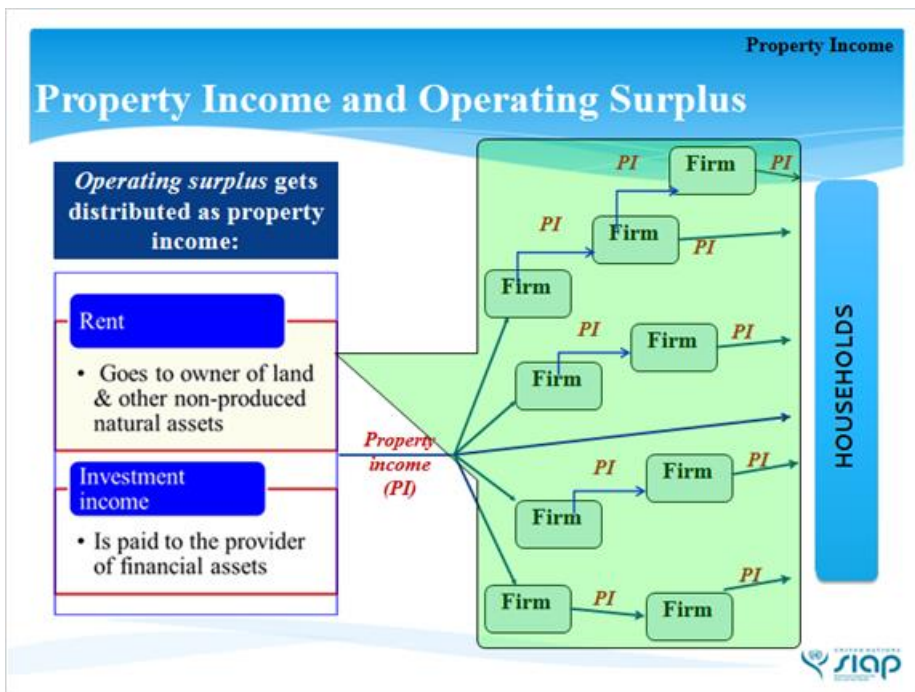 Property Income
Property Income and Operating Surplus
Operating surplus gets
distributed as property
income:
Rent
• Goes to owner of land
& other non-produced
natural assets
Investment
income
• Is paid to the provider
of financial assets
Property
income
(PI)
PI
Firm
PI
PI
Firm
PI
Firm
PI
Firm
PI
Firm
PI
Firm
PI
Firm
Firm
PI
Firm
PI
HOUSEHOLDS
UNITED NATIONS
SIAP